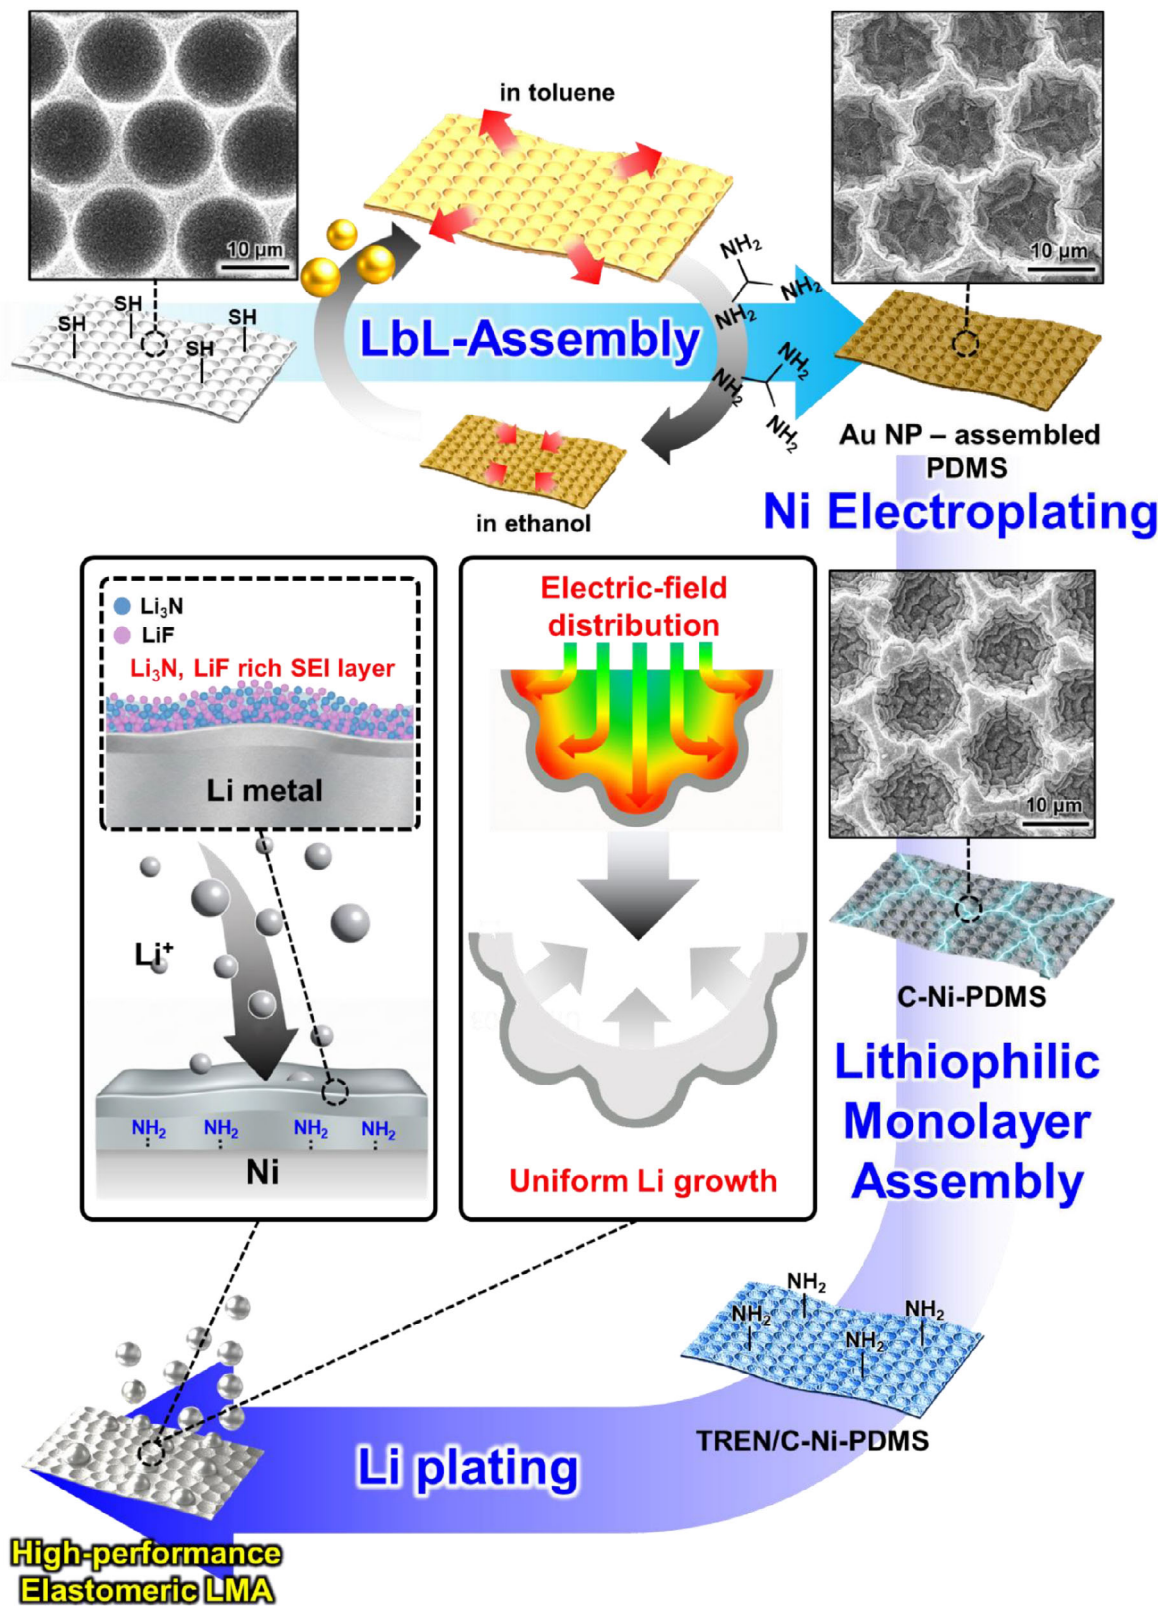 in toluene
10 µm
10 µm
SH
SH
SH
SH
NH2
NH2
NH2
LbL-Assembly
NH2
NH2
NH2
in ethanol
Au NP – assembled
PDMS
Ni Electroplating
Li3N
LiF
Li3N, LiF rich SEI layer
Li metal
Li+
NH2
NH2
NH2
NH2
Ni
Electric-field
distribution
Uniform Li growth
10 µm
C-Ni-PDMS
Lithiophilic
Monolayer
Assembly
NH2
NH2
NH2
NH2
TREN/C-Ni-PDMS
Li plating
High-performance
Elastomeric LMA